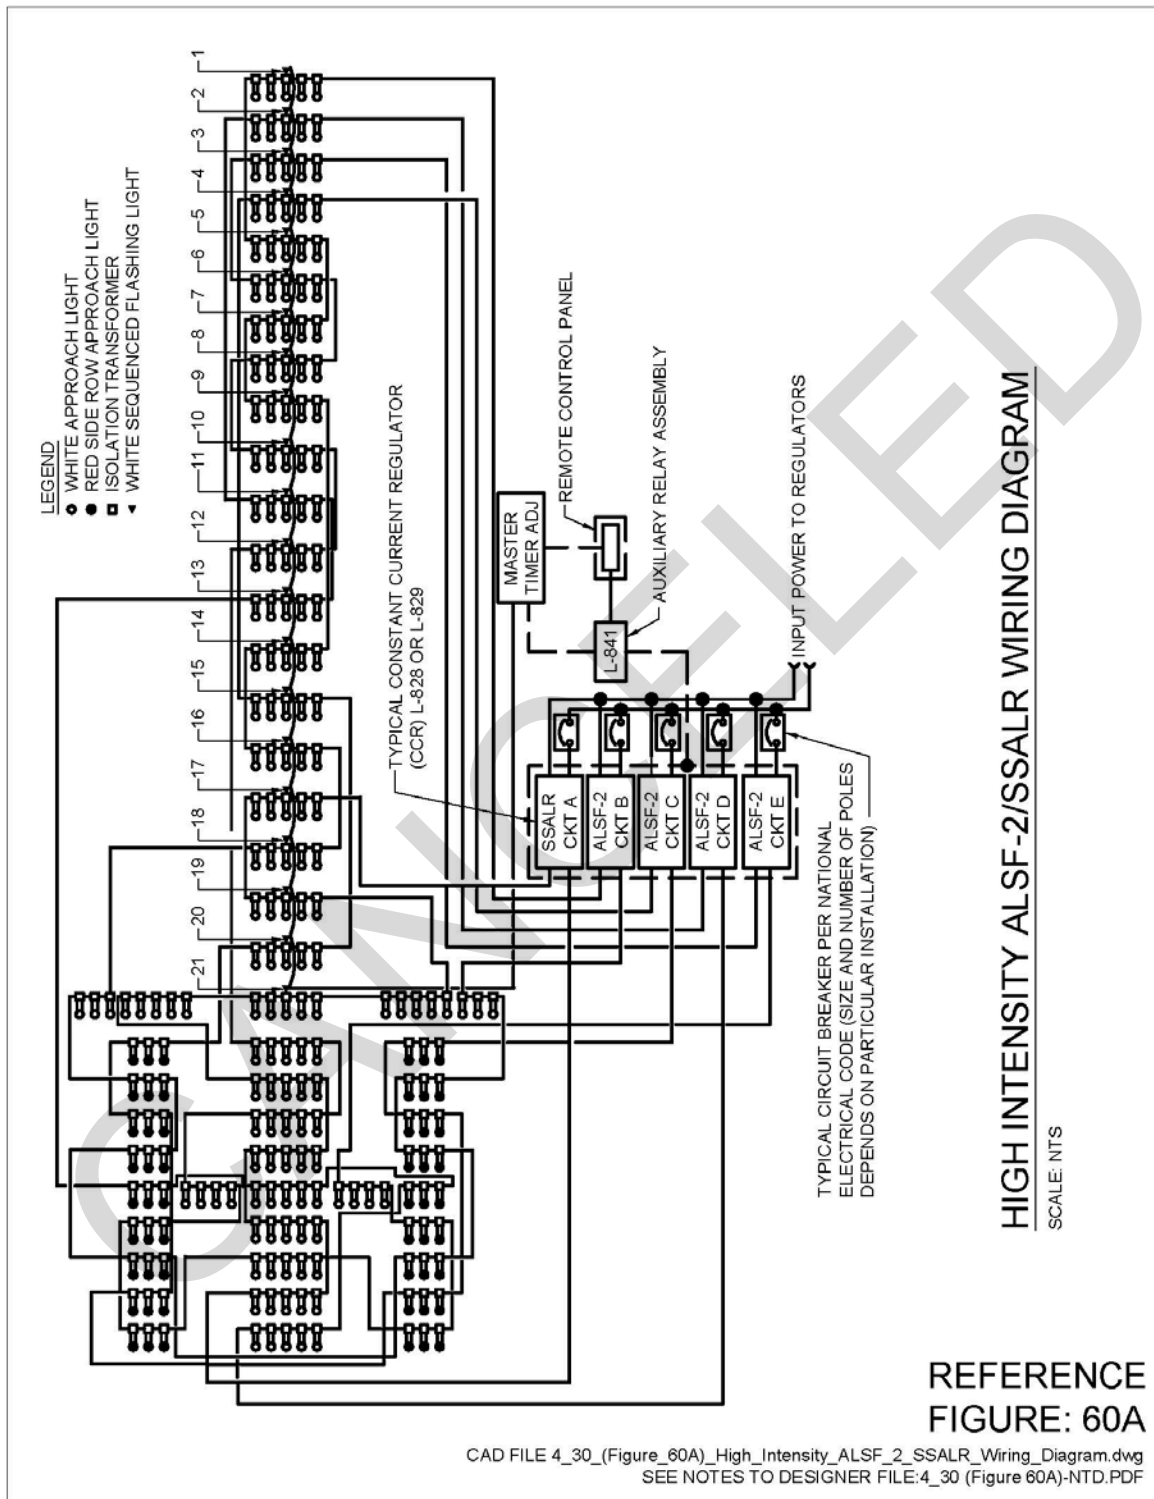 LEGEND
WHITE APPROACH LIGHT
RED SIDE ROW APPROACH LIGHT
ISOLATION TRANSFORMER
WHITE SEQUENCED FLASHING LIGHT
1
2
3
4
5
6
7
8
9
10
11
12
13
14
15
16
17
18
19
20
21
TYPICAL CONSTANT CURRENT REGULATOR
(CCR) L-828 OR L-829
MASTER
TIMER ADJ
REMOTE CONTROL PANEL
L-841
AUXILIARY RELAY ASSEMBLY
SSALR
CKT A
ALSF-2
CKT B
ALSF-2
CKT C
ALSF-2
CKT D
ALSF-2
CKT E
INPUT POWER TO REGULATORS
TYPICAL CIRCUIT BREAKER PER NATIONAL
ELECTRICAL CODE (SIZE AND NUMBER OF POLES
DEPENDS ON PARTICULAR INSTALLATION)
HIGH INTENSITY ALSF-2/SSALR WIRING DIAGRAM
SCALE: NTS
CANCELED
REFERENCE
FIGURE: 60A
CAD FILE 4_30_(Figure_60A)_High_Intensity_ALSF_2_SSALR_Wiring_Diagram.dwg
SEE NOTES TO DESIGNER FILE:4_30 (Figure 60A)-NTD.PDF